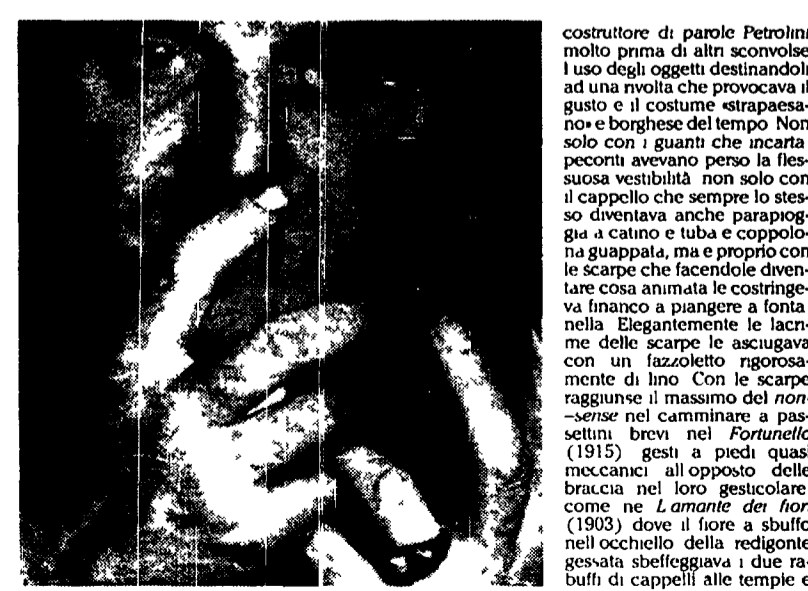 costruttore di parole Petrolini
molto prima di altri sconvolse
l uso degli oggetti destinandoli
ad una rivolta che provocava il
gusto e il costume «strapaesa-
no» e borghese del tempo Non
solo con i guanti che incarta
pecoriti avevano perso la fles-
suosa vestibilità non solo con
il cappello che sempre lo stes-
so diventava anche parapiog-
gia a catino e tuba e coppolo-
na guappata, ma e proprio con
le scarpe che facendole diven-
tare cosa animata le costringe-
va financo a piangere a fonta
nella Elegantemente le lacri-
me delle scarpe le asciugava
con un fazzoletto rigorosa-
mente di lino Con le scarpe
raggiunse il massimo del non-
-sense nel camminare a pas-
settini brevi nel Fortunello
(1915) gesti a piedi quasi
meccanici all opposto delle
braccia nel loro gesticolare
come ne L amante dei fiori
(1903) dove il fiore a sbuffo
nell occhiello della redigonte
gessata sbeffeggiava i due ra-
buffi di cappelli alle tempie e